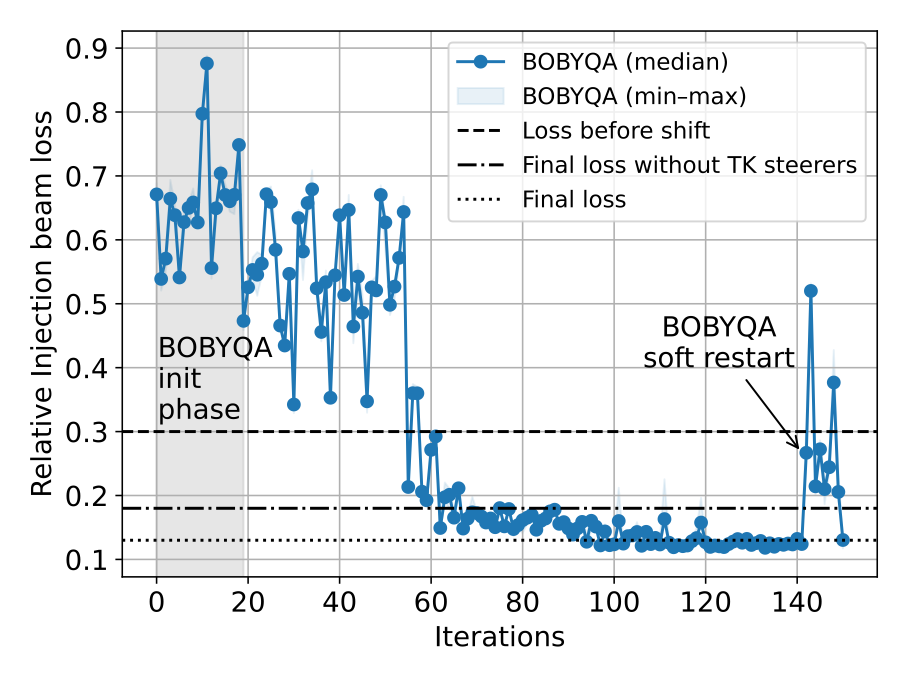 0.9
0.8
0.7
0.6
0.5
0.4
0.3
0.2
0.1
Relative Injection beam loss
BOBYQA (median)
BOBYQA (min–max)
Loss before shift
Final loss without TK steerers
Final loss
BOBYQA
init
phase
BOBYQA
soft restart
0 20 40 60 80 100 120 140
Iterations